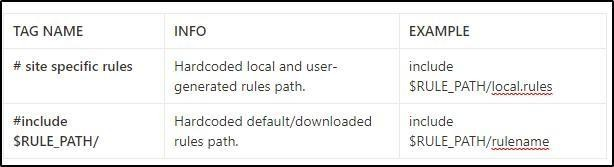 TAG NAME INFO EXAMPLE
# site specific rules Hardcoded local and user- include
generated rules path. $RULE_PATH/local.rules
#include Hardcoded default/downloaded include
$RULE_PATH/ rules path. $RULE_PATH/rulename